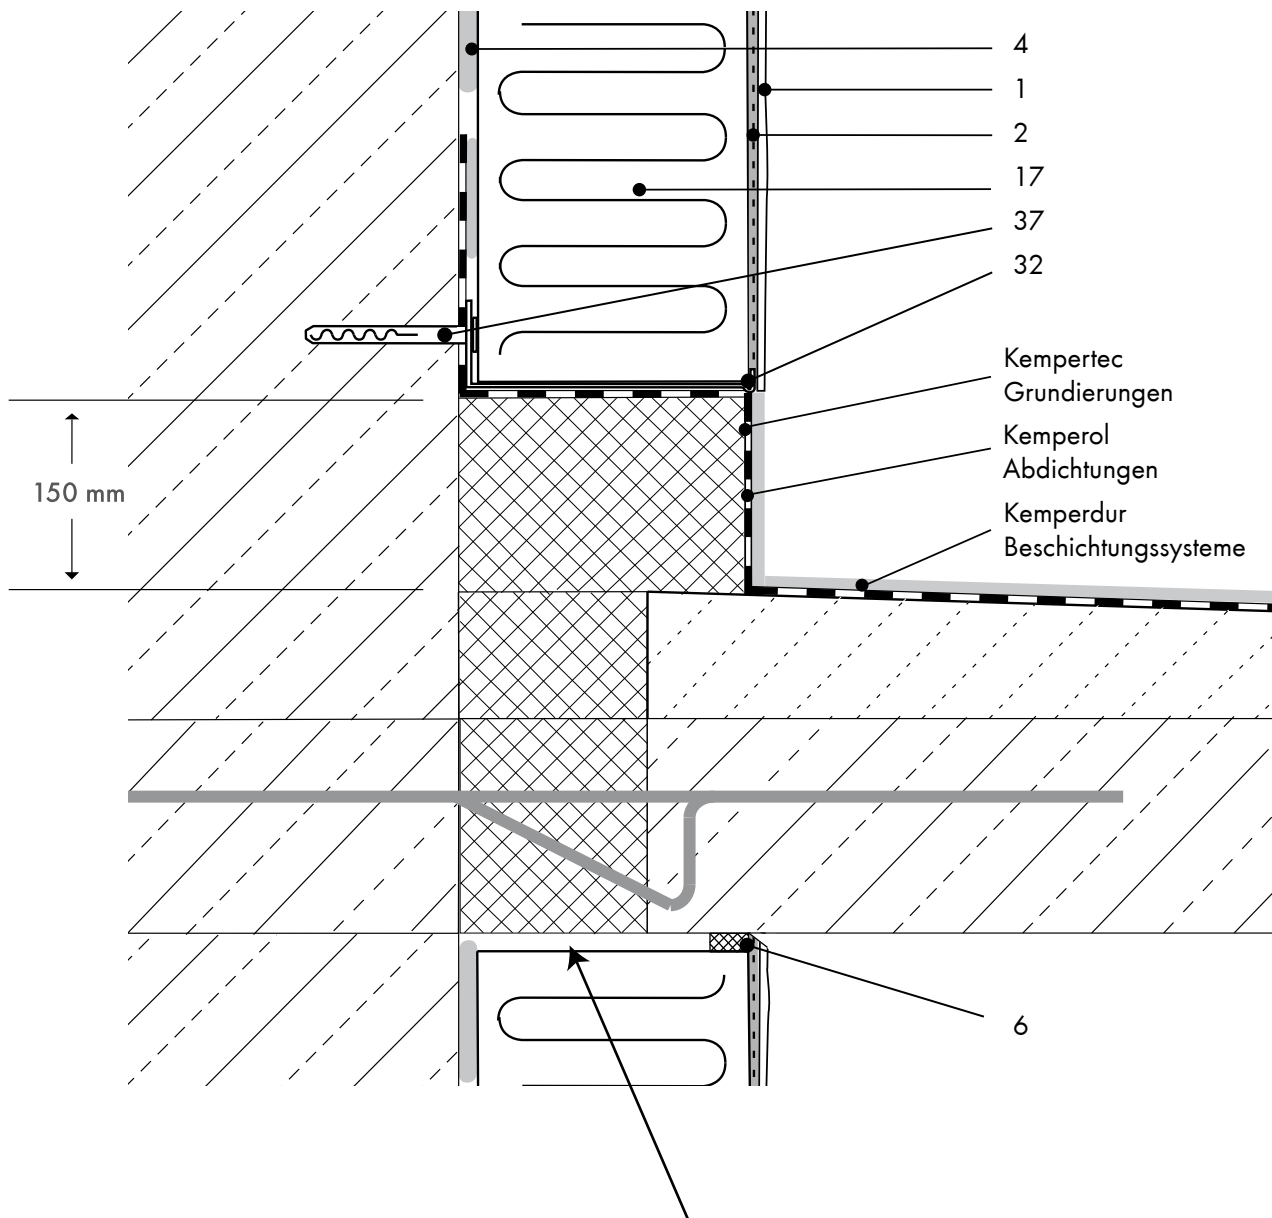 4
1
2
17
37
32
Kempertec
Grundierungen
Kemperol
Abdichtungen
150 mm
Kemperdur
Beschichtungssysteme
6